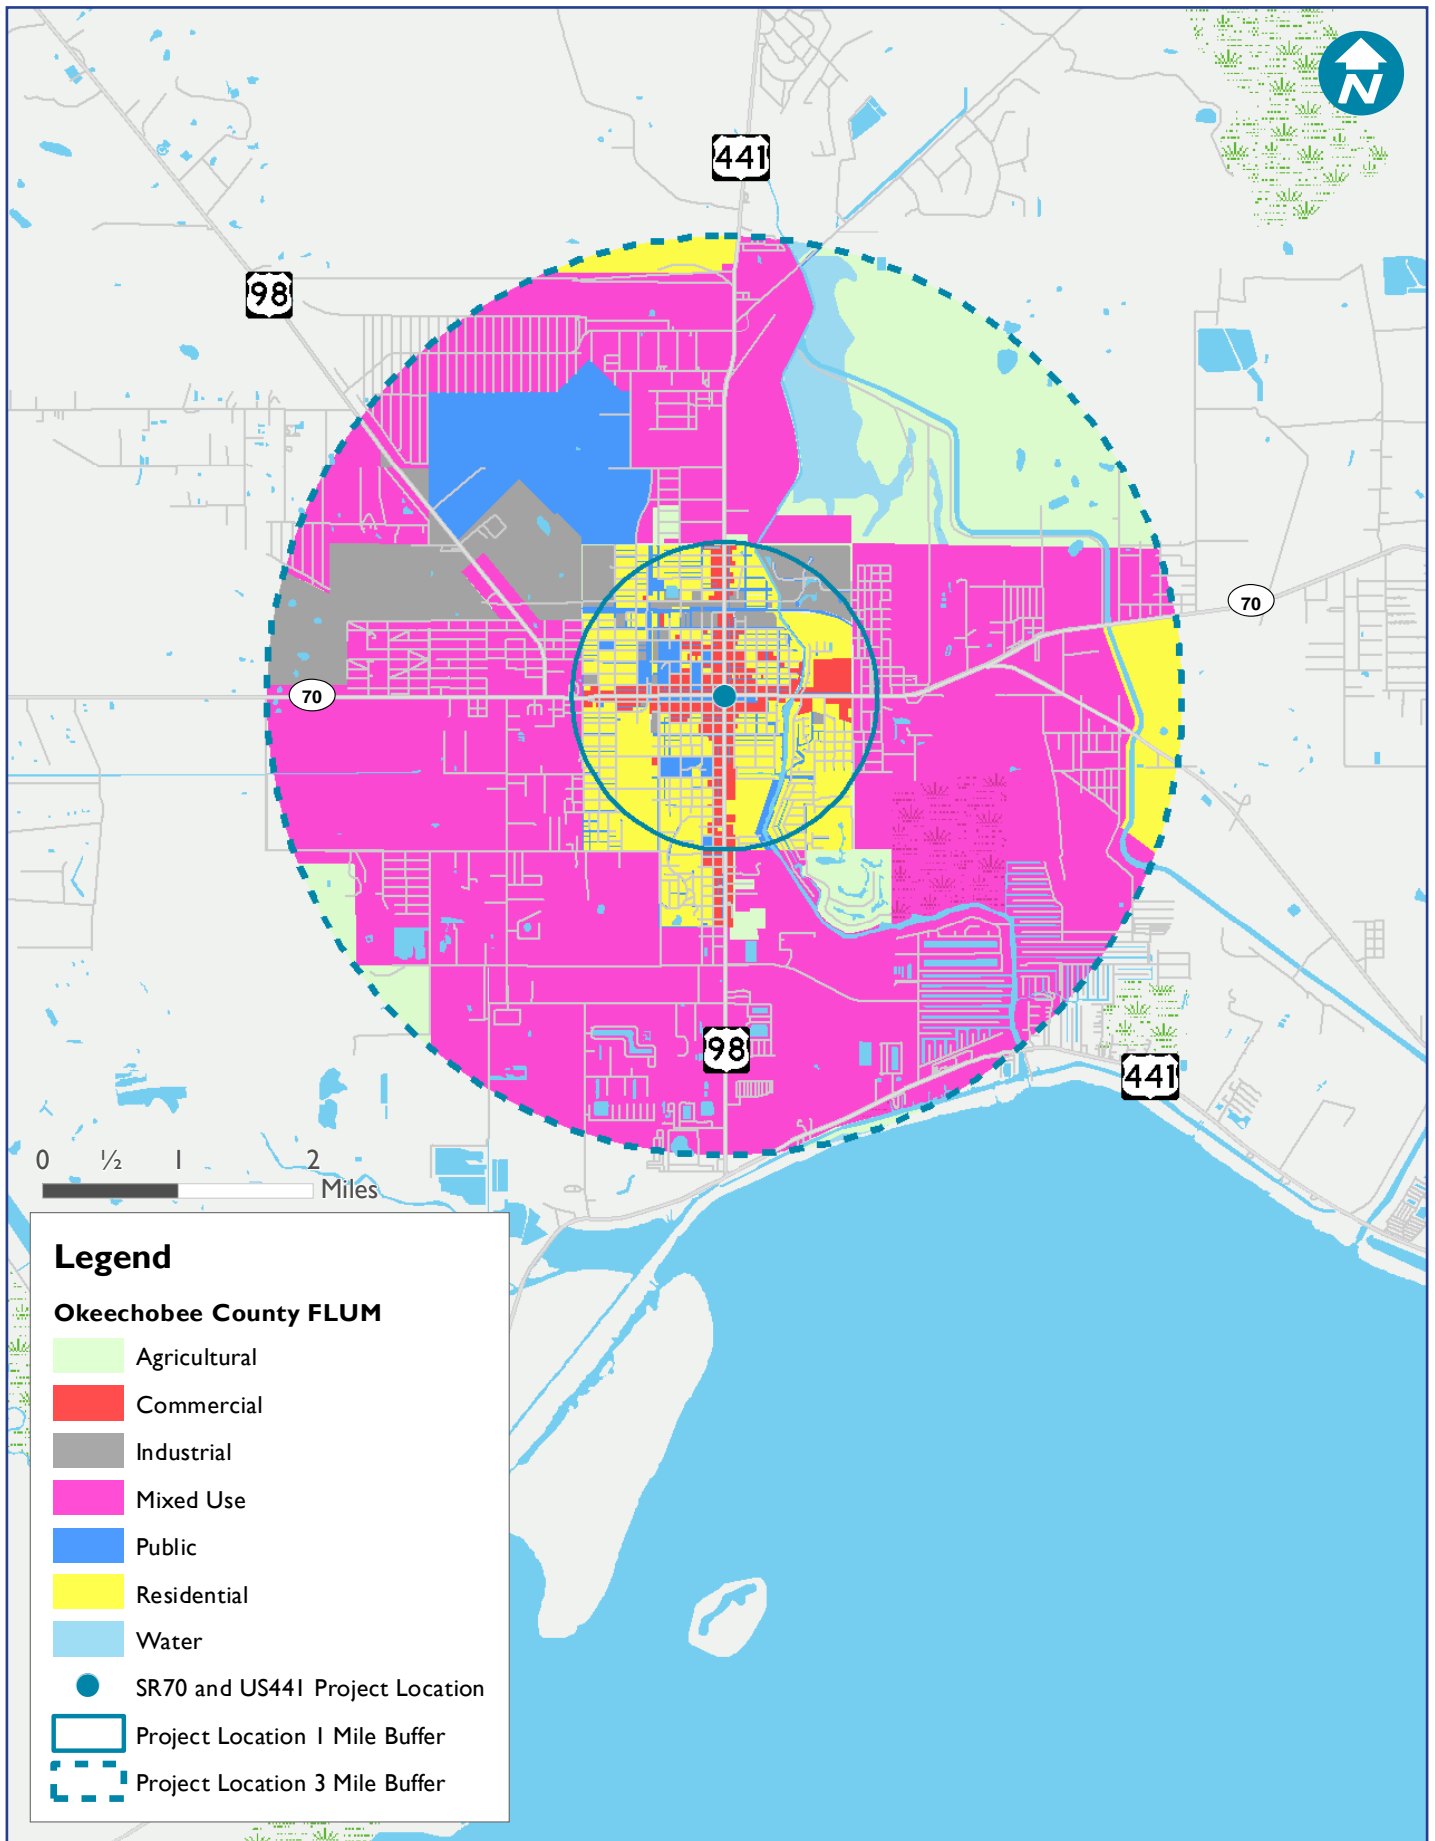 N
441
98
70
70
98
441
0 ½ 1 2
Miles
Legend
Okeechobee County FLUM
Agricultural
Commercial
Industrial
Mixed Use
Public
Residential
Water
SR70 and US441 Project Location
Project Location 1 Mile Buffer
Project Location 3 Mile Buffer